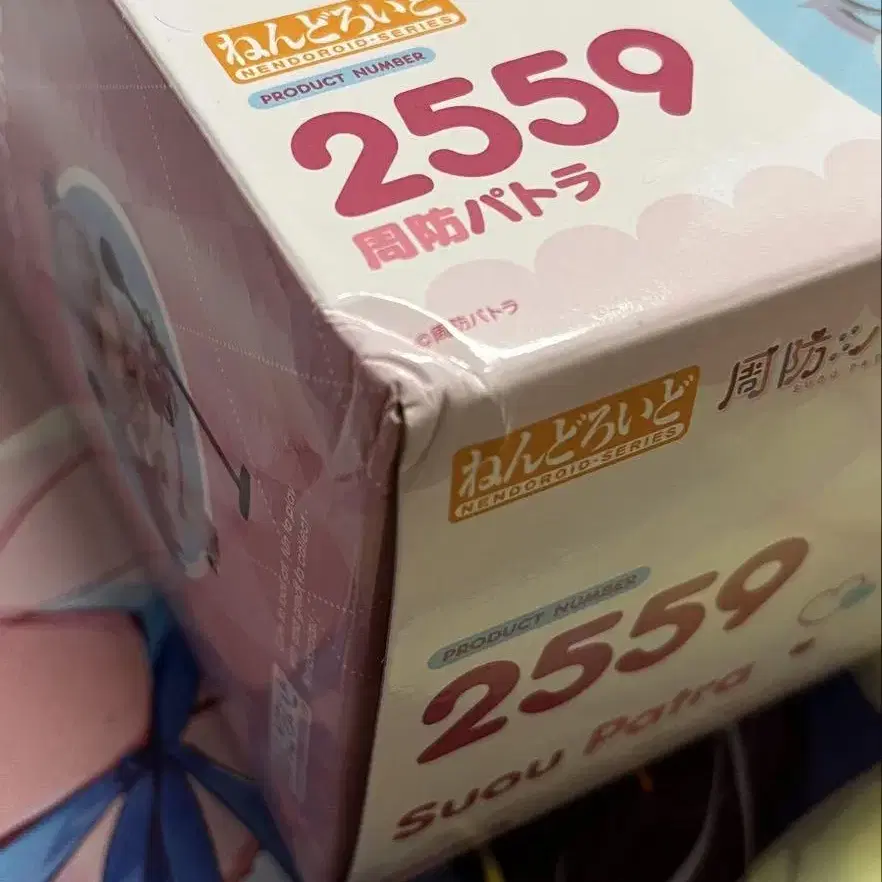 ねんどろいど
NENDOROID·SERIES
PRODUCT NUMBER
2559
周防パトラ
©周防パトラ
ねんどろいど
NENDOROID·SERIES
周防パ
PRODUCT NUMBER
2559
Suou Patra